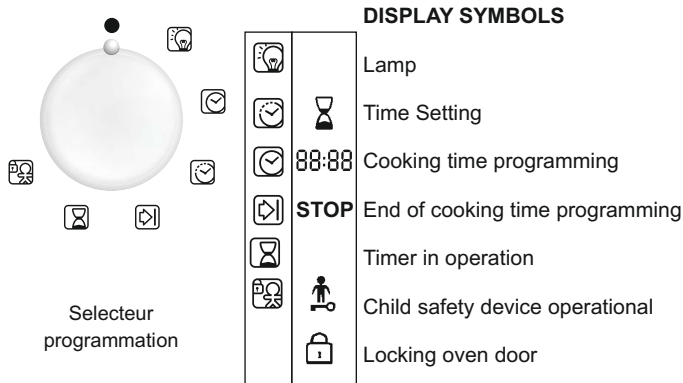 DISPLAY SYMBOLS
Lamp
Time Setting
88:88 Cooking time programming
STOP End of cooking time programming
Timer in operation
Child safety device operational
Locking oven door
Selecteur
programmation